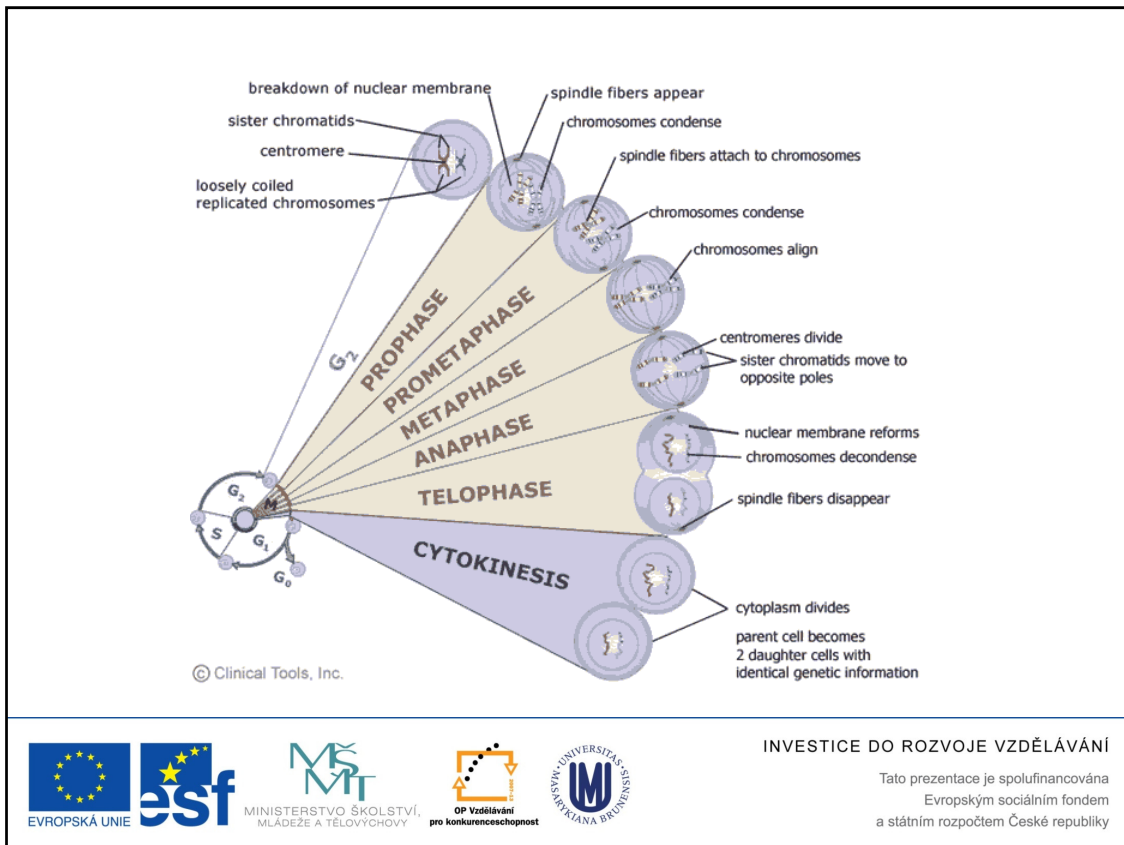 breakdown of nuclear membrane
spindle fibers appear
sister chromatids
chromosomes condense
centromere
spindle fibers attach to chromosomes
loosely coiled
replicated chromosomes
chromosomes condense
chromosomes align
centromeres divide
sister chromatids move to
opposite poles
nuclear membrane reforms
chromosomes decondense
spindle fibers disappear
G2
PROPHASE
PROMETAPHASE
METAPHASE
ANAPHASE
TELOPHASE
CYTOKINESIS
G2
M
S
G1
G0
cytoplasm divides
parent cell becomes
2 daughter cells with
identical genetic information
© Clinical Tools, Inc.
EVROPSKÁ UNIE
esf
MŠMT
MINISTERSTVO ŠKOLSTVÍ,
MLÁDEŽE A TĚLOVÝCHOVY
2007-13
OP Vzdělávání
pro konkurenceschopnost
UNIVERSITAS
MASARYKIANA BRUNENSIS
INVESTICE DO ROZVOJE VZDĚLÁVÁNÍ
Tato prezentace je spolufinancována
Evropským sociálním fondem
a státním rozpočtem České republiky